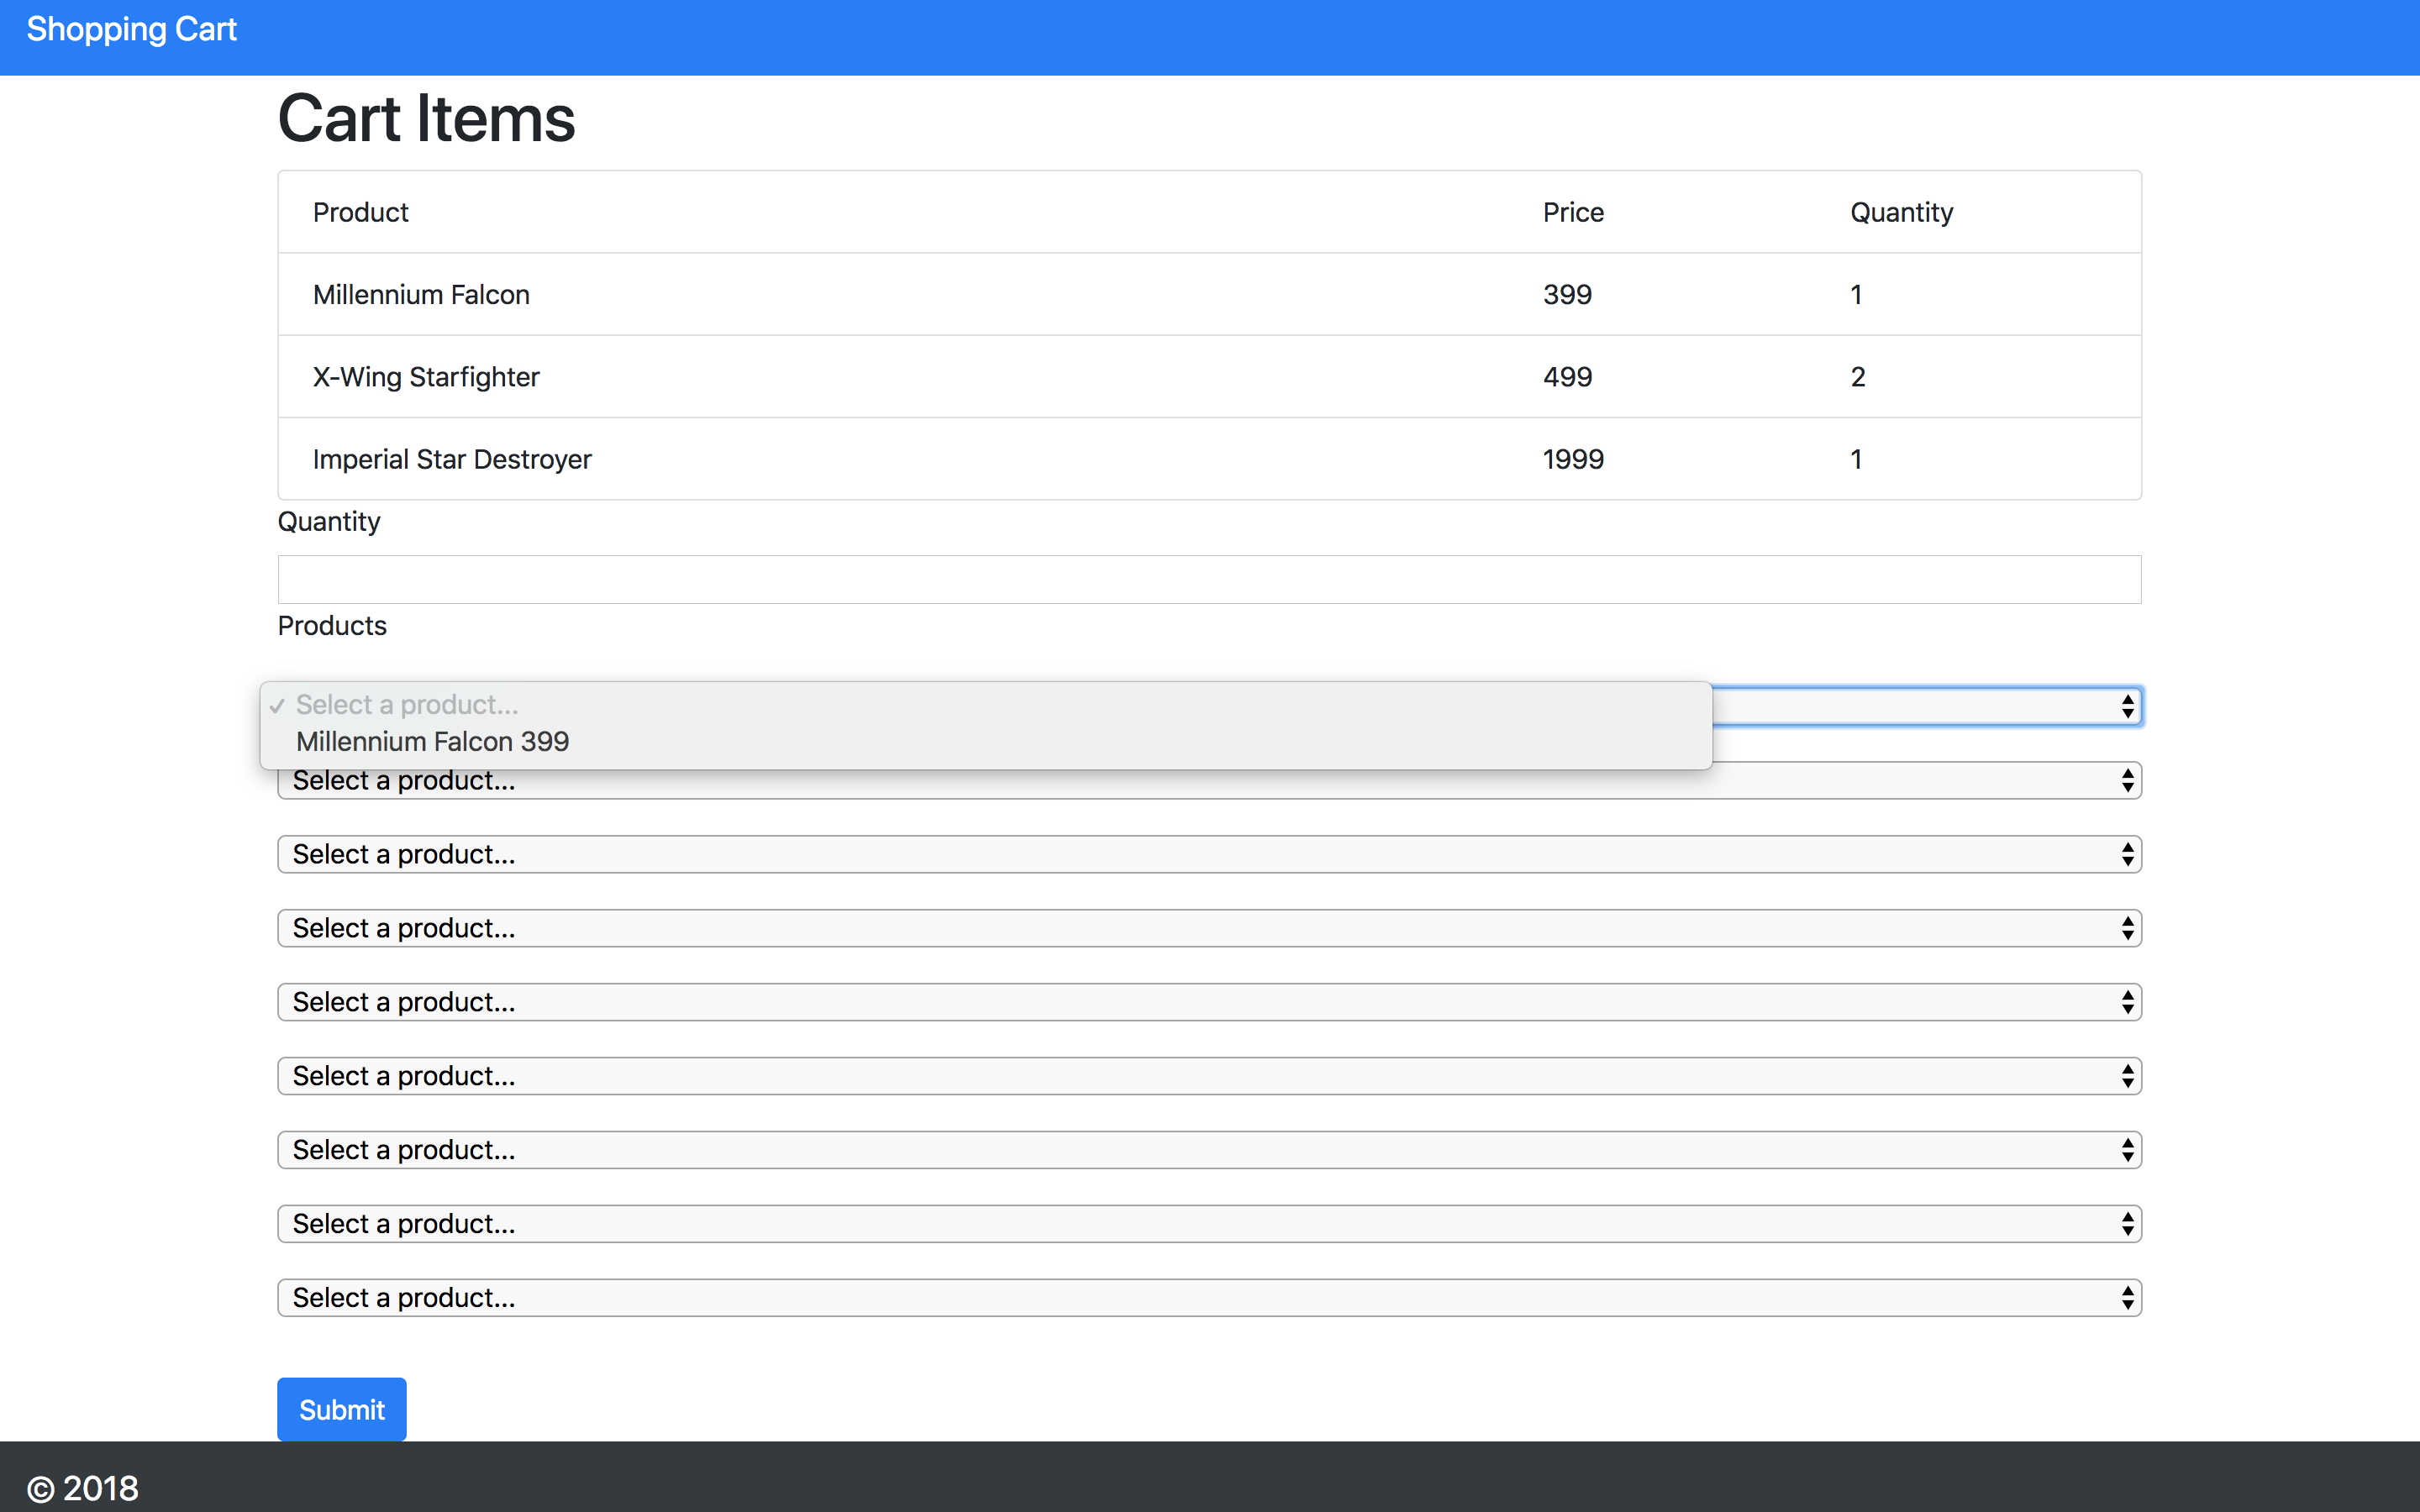 Shopping Cart
Cart Items
Product Price Quantity
Millennium Falcon 399 1
X-Wing Starfighter 499 2
Imperial Star Destroyer 1999 1
Quantity
Products
✓ Select a product...
Millennium Falcon 399
Select a product...
Select a product...
Select a product...
Select a product...
Select a product...
Select a product...
Select a product...
Select a product...
Submit
© 2018